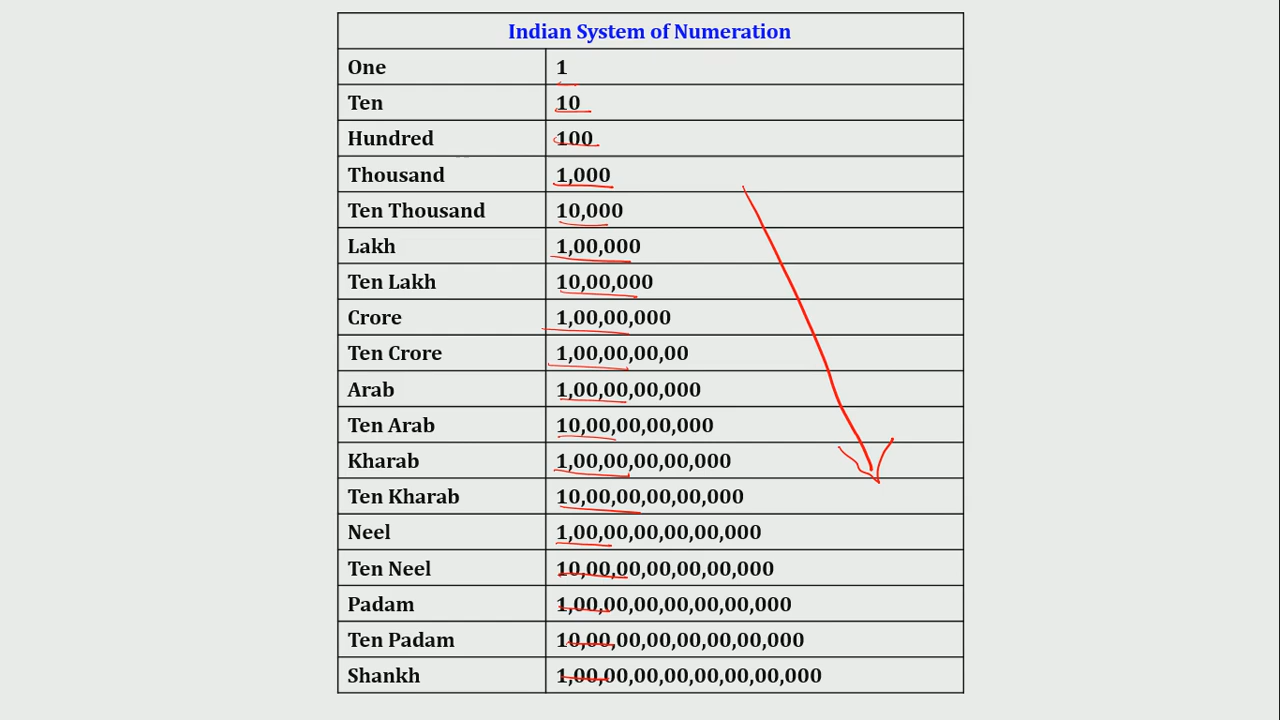 Indian System of Numeration
One 1
Ten 10
Hundred 100
Thousand 1,000
Ten Thousand 10,000
Lakh 1,00,000
Ten Lakh 10,00,000
Crore 1,00,00,000
Ten Crore 1,00,00,00,00
Arab 1,00,00,00,000
Ten Arab 10,00,00,00,000
Kharab 1,00,00,00,00,000
Ten Kharab 10,00,00,00,00,000
Neel 1,00,00,00,00,00,000
Ten Neel 10,00,00,00,00,00,000
Padam 1,00,00,00,00,00,00,000
Ten Padam 10,00,00,00,00,00,00,000
Shankh 1,00,00,00,00,00,00,00,000